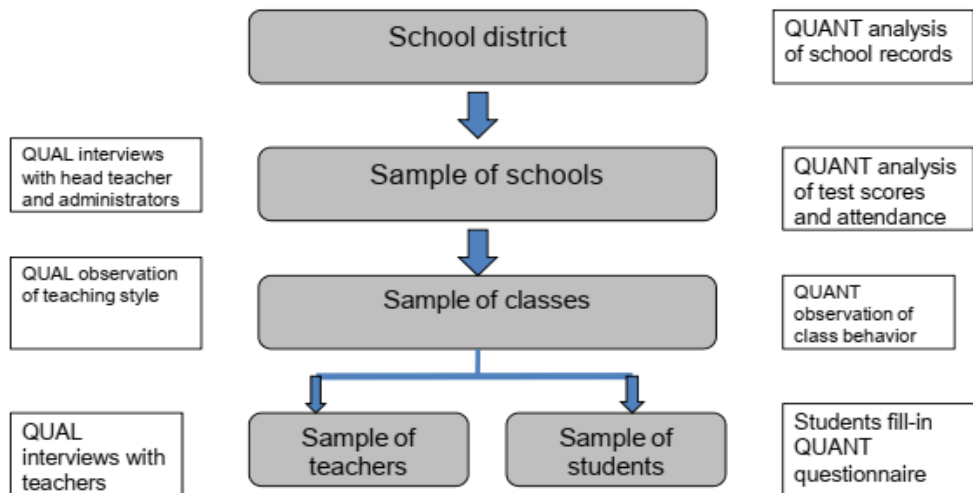 School district
QUANT analysis
of school records
QUAL interviews
with head teacher
and administrators
Sample of schools
QUANT analysis
of test scores
and attendance
QUAL observation
of teaching style
Sample of classes
QUANT
observation of
class behavior
QUAL
interviews with
teachers
Sample of
teachers
Sample of
students
Students fill-in
QUANT
questionnaire